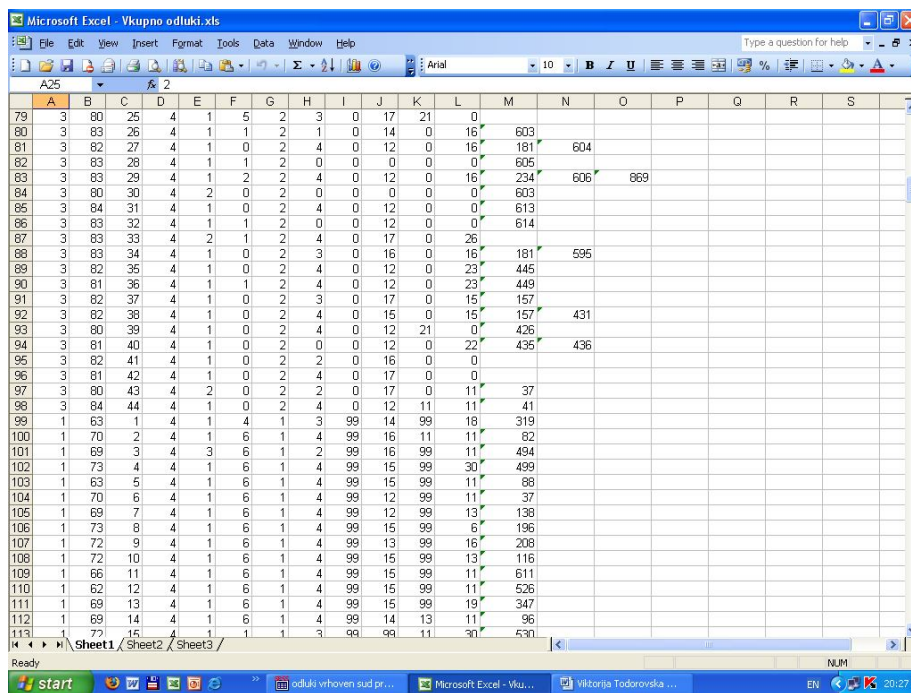 Microsoft Excel - Vkupno odluki.xls
File Edit View Insert Format Tools Data Window Help Type a question for help
Arial 10 B I U
A25 fx 2
A B C D E F G H I J K L M N O P Q R S
79 3 80 25 4 1 5 2 3 0 17 21 0
80 3 83 26 4 1 1 2 1 0 14 0 16 603
81 3 82 27 4 1 0 2 4 0 12 0 16 181 604
82 3 83 28 4 1 1 2 0 0 0 0 0 605
83 3 83 29 4 1 2 2 4 0 12 0 16 234 606 869
84 3 80 30 4 2 0 2 0 0 0 0 0 603
85 3 84 31 4 1 0 2 4 0 12 0 0 613
86 3 83 32 4 1 1 2 0 0 12 0 0 614
87 3 83 33 4 2 1 2 4 0 17 0 26
88 3 83 34 4 1 0 2 3 0 16 0 16 181 595
89 3 82 35 4 1 0 2 4 0 12 0 23 445
90 3 81 36 4 1 1 2 4 0 12 0 23 449
91 3 82 37 4 1 0 2 3 0 17 0 15 157
92 3 82 38 4 1 0 2 4 0 15 0 15 157 431
93 3 80 39 4 1 0 2 4 0 12 21 0 426
94 3 81 40 4 1 0 2 0 0 12 0 22 435 436
95 3 82 41 4 1 0 2 2 0 16 0 0
96 3 81 42 4 1 0 2 4 0 17 0 0
97 3 80 43 4 2 0 2 2 0 17 0 11 37
98 3 84 44 4 1 0 2 4 0 12 11 11 41
99 1 63 1 4 1 4 1 3 99 14 99 18 319
100 1 70 2 4 1 6 1 4 99 16 11 11 82
101 1 69 3 4 3 6 1 2 99 16 99 11 494
102 1 73 4 4 1 6 1 4 99 15 99 30 499
103 1 63 5 4 1 6 1 4 99 15 99 11 88
104 1 70 6 4 1 6 1 4 99 12 99 11 37
105 1 69 7 4 1 6 1 4 99 12 99 13 138
106 1 73 8 4 1 6 1 4 99 15 99 6 196
107 1 72 9 4 1 6 1 4 99 13 99 16 208
108 1 72 10 4 1 6 1 4 99 15 99 13 116
109 1 66 11 4 1 6 1 4 99 15 99 11 611
110 1 62 12 4 1 6 1 4 99 15 99 11 526
111 1 69 13 4 1 6 1 4 99 15 99 19 347
112 1 69 14 4 1 6 1 4 99 14 13 11 96
113 1 72 15 4 1 1 1 3 99 99 11 30 530
Sheet1 Sheet2 Sheet3
Ready NUM
start odluki vrhoven sud pr... Microsoft Excel - Vku... Viktorija Todorovska ... EN 20:27